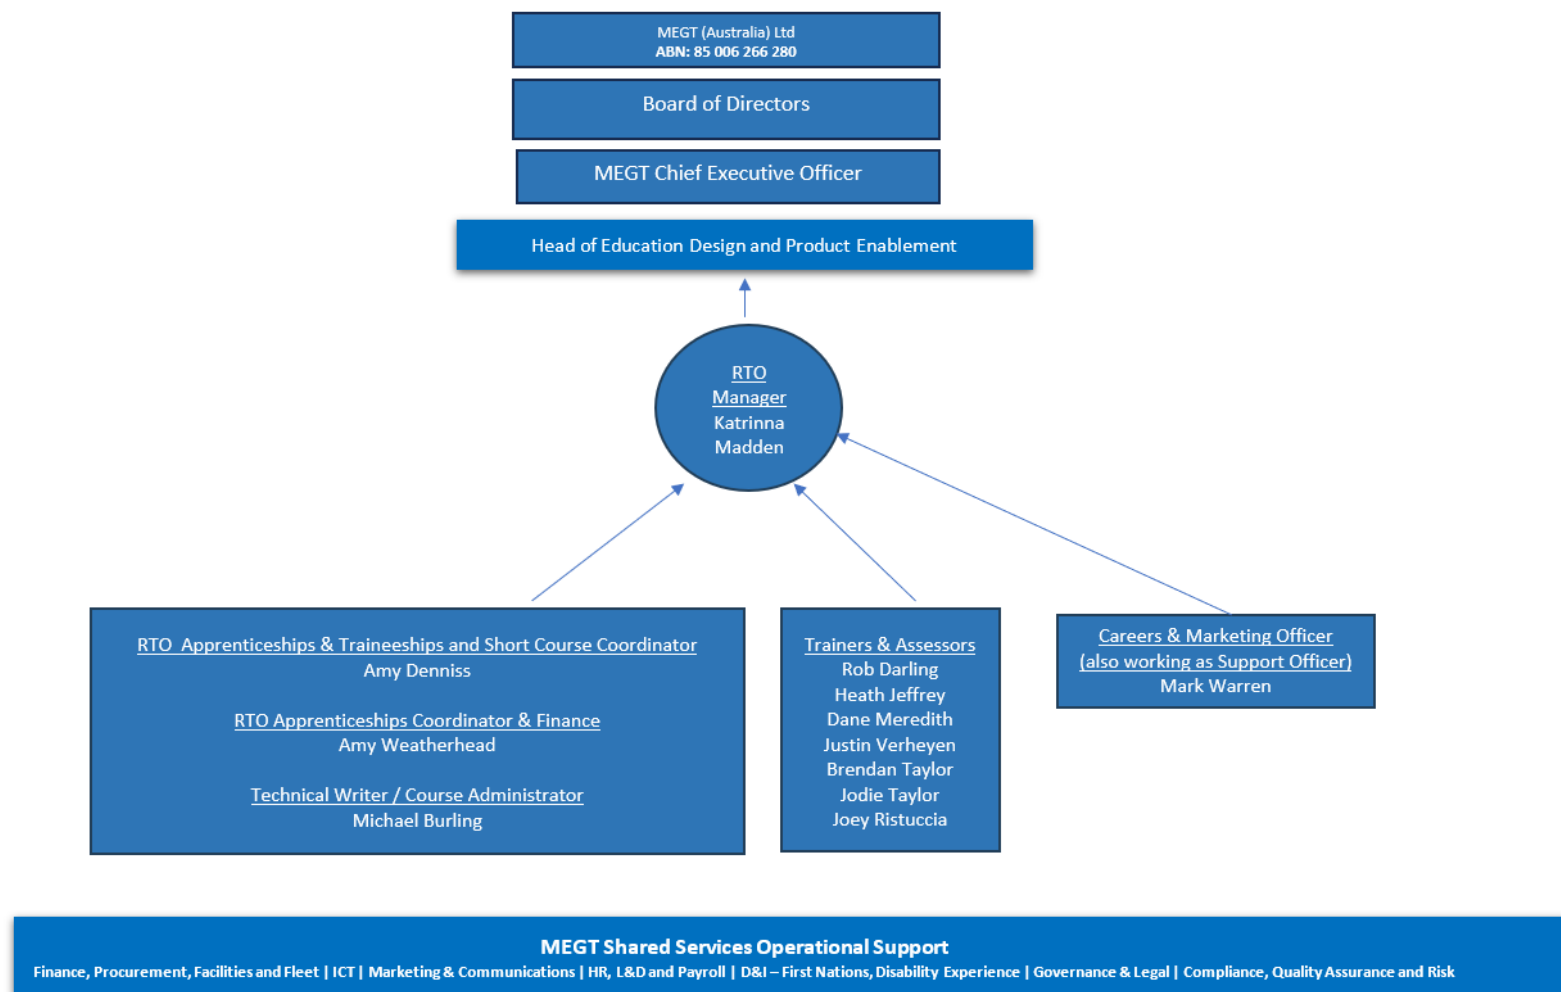 MEGT (Australia) Ltd
ABN: 85 006 266 280
Board of Directors
MEGT Chief Executive Officer
Head of Education Design and Product Enablement
RTO
Manager
Katrinna
Madden
RTO  Apprenticeships & Traineeships and Short Course Coordinator
Amy Denniss
RTO Apprenticeships Coordinator & Finance
Amy Weatherhead
Technical Writer / Course Administrator
Michael Burling
Trainers & Assessors
Rob Darling
Heath Jeffrey
Dane Meredith
Justin Verheyen
Brendan Taylor
Jodie Taylor
Joey Ristuccia
Careers & Marketing Officer
(also working as Support Officer)
Mark Warren
MEGT Shared Services Operational Support
Finance, Procurement, Facilities and Fleet | ICT | Marketing & Communications | HR, L&D and Payroll | D&I – First Nations, Disability Experience | Governance & Legal | Compliance, Quality Assurance and Risk